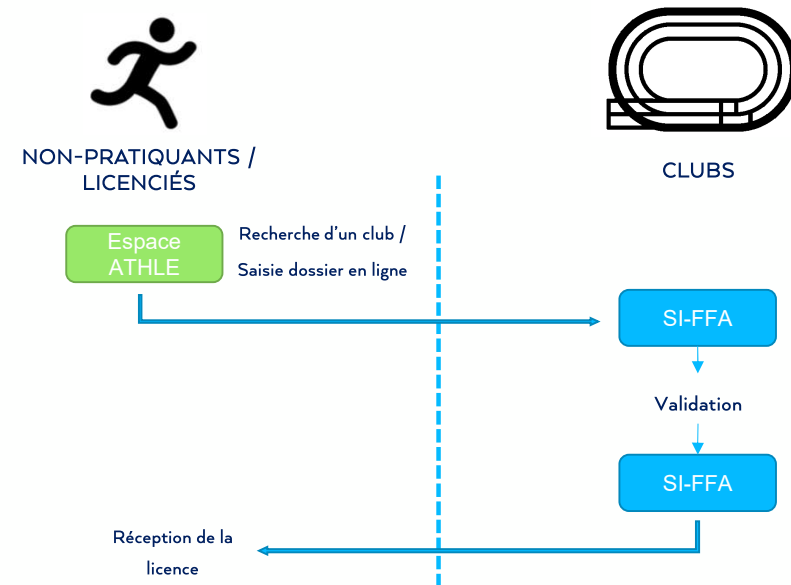 NON-PRATIQUANTS /
LICENCIÉS
CLUBS
Espace
ATHLE
Recherche d'un club /
Saisie dossier en ligne
SI-FFA
Validation
SI-FFA
Réception de la
licence